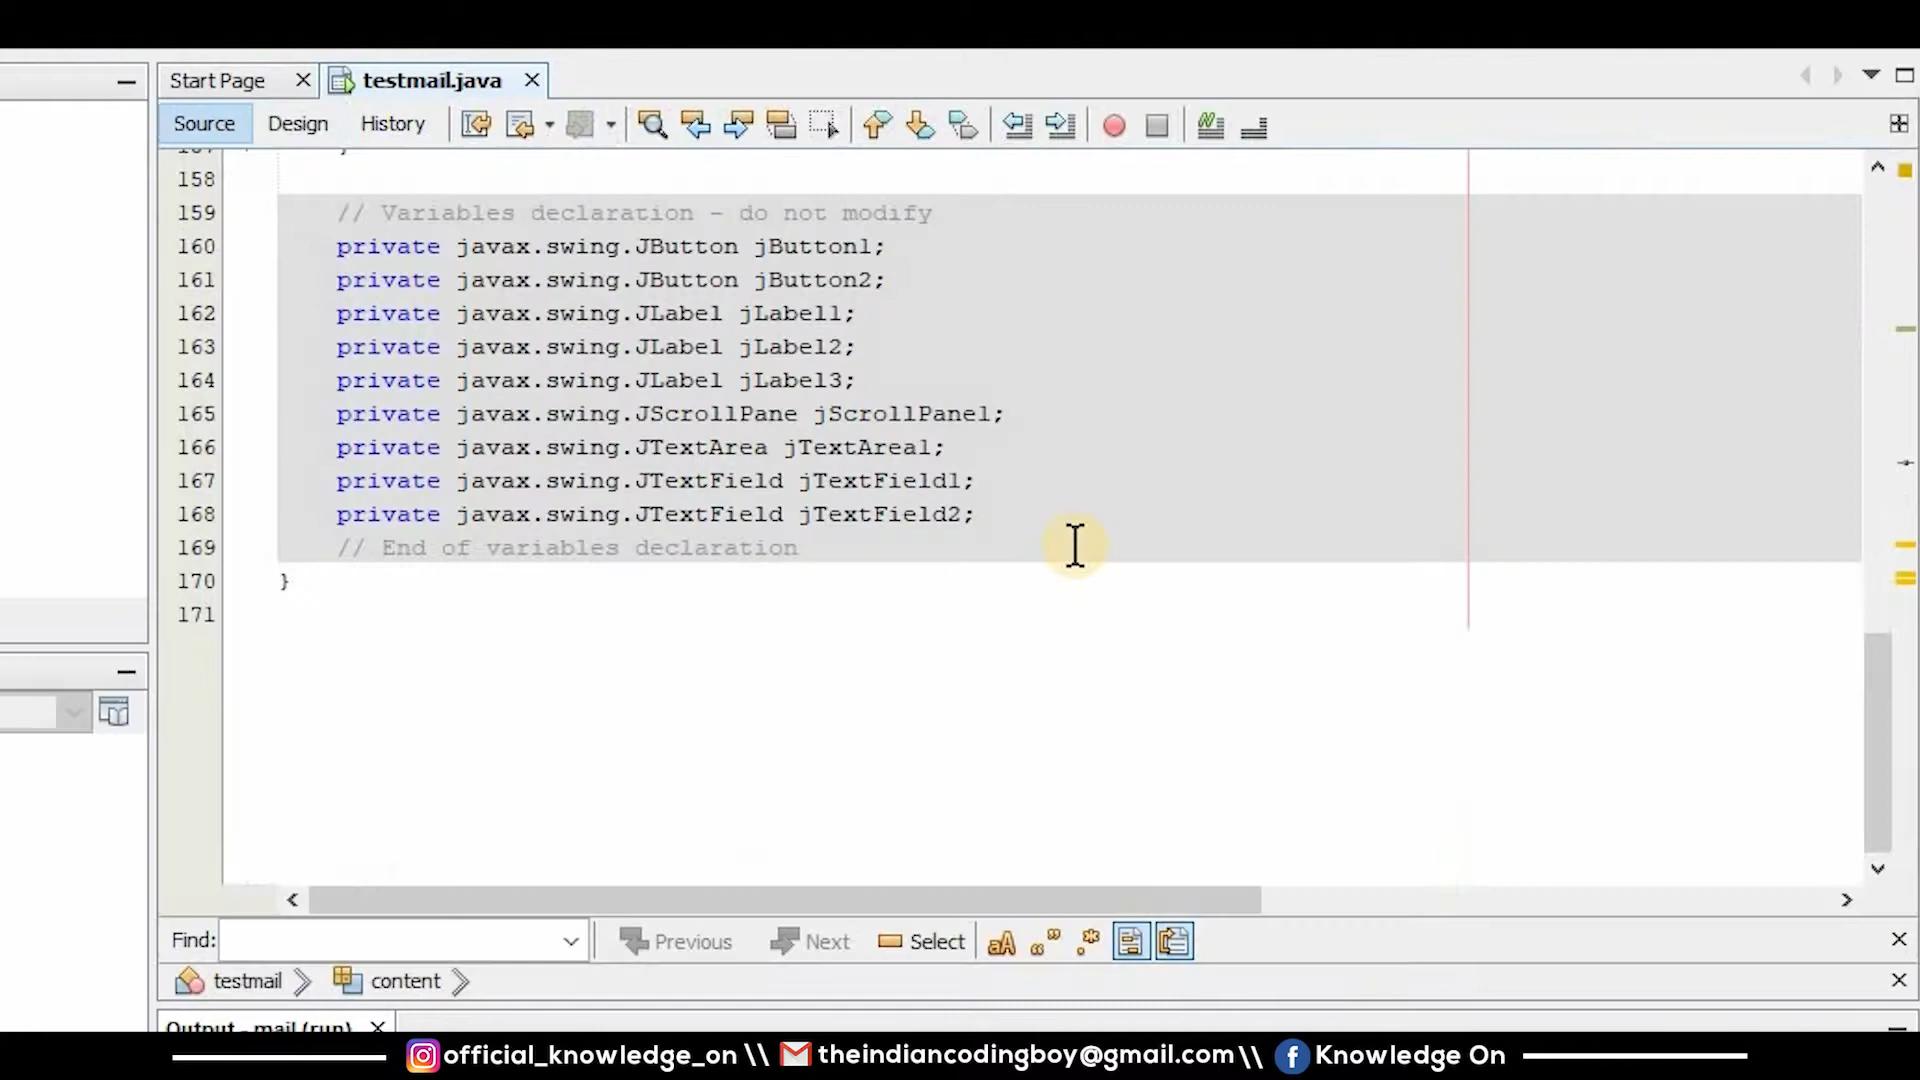 Start Page
testmail.java
Source Design History
158
159 // Variables declaration - do not modify
160 private javax.swing.JButton jButton1;
161 private javax.swing.JButton jButton2;
162 private javax.swing.JLabel jLabel1;
163 private javax.swing.JLabel jLabel2;
164 private javax.swing.JLabel jLabel3;
165 private javax.swing.JScrollPane jScrollPane1;
166 private javax.swing.JTextArea jTextArea1;
167 private javax.swing.JTextField jTextField1;
168 private javax.swing.JTextField jTextField2;
169 // End of variables declaration
170 }
171
Find: Previous Next Select
testmail content
Output - mail (run)
official_knowledge_on \\ theindiancodingboy@gmail.com \\ Knowledge On